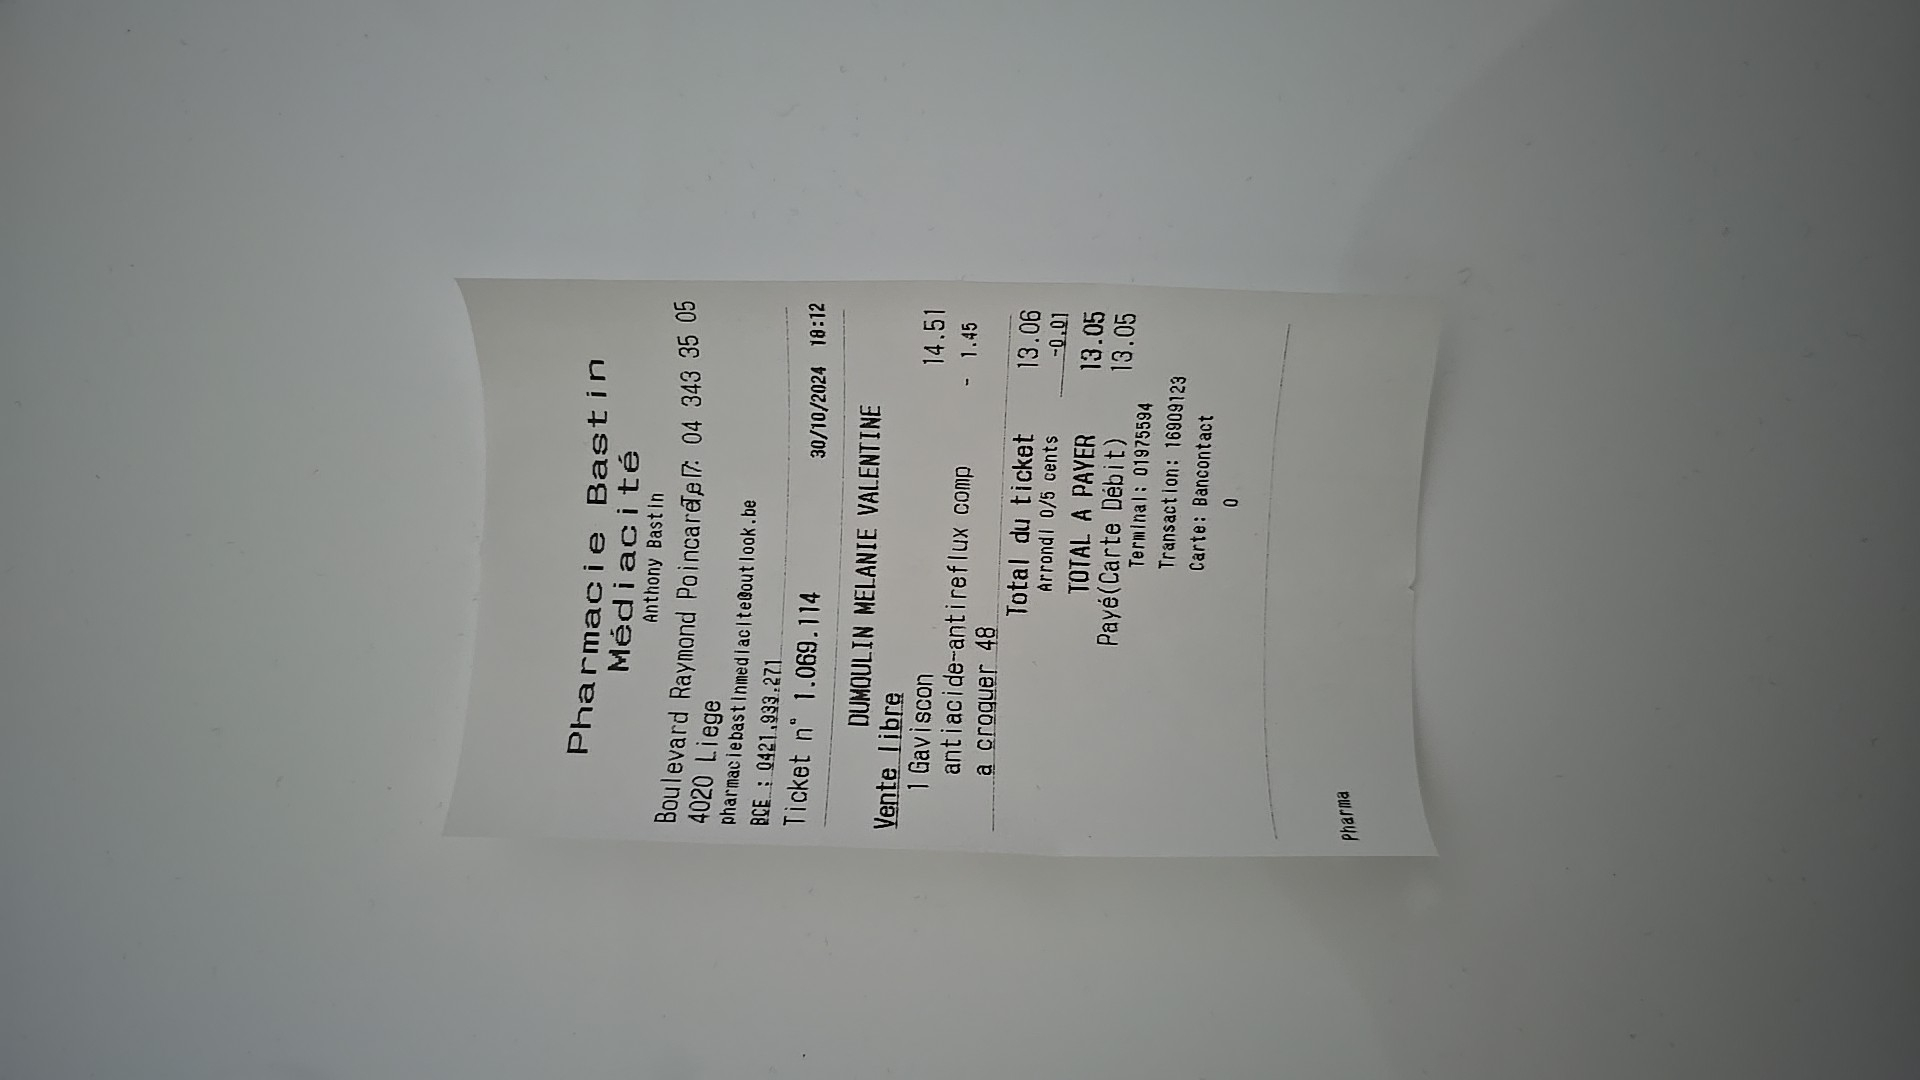 Pharmacie Bastin
Médiacité
Anthony Bastin
Boulevard Raymond Poincaré, 7 Tel: 04 343 35 05
4020 Liege
pharmaciebastinmediacite@outlook.be
BCE : 0421.933.271
Ticket n° 1.069.114 30/10/2024 18:12
DUMOULIN MELANIE VALENTINE
Vente libre
1 Gaviscon 14.51
antiacide-antireflux comp - 1.45
a croquer 48
Total du ticket 13.06
Arrondi 0/5 cents -0.01
TOTAL A PAYER 13.05
Payé(Carte Débit) 13.05
Terminal: 01975594
Transaction: 16909123
Carte: Bancontact
0
Pharma